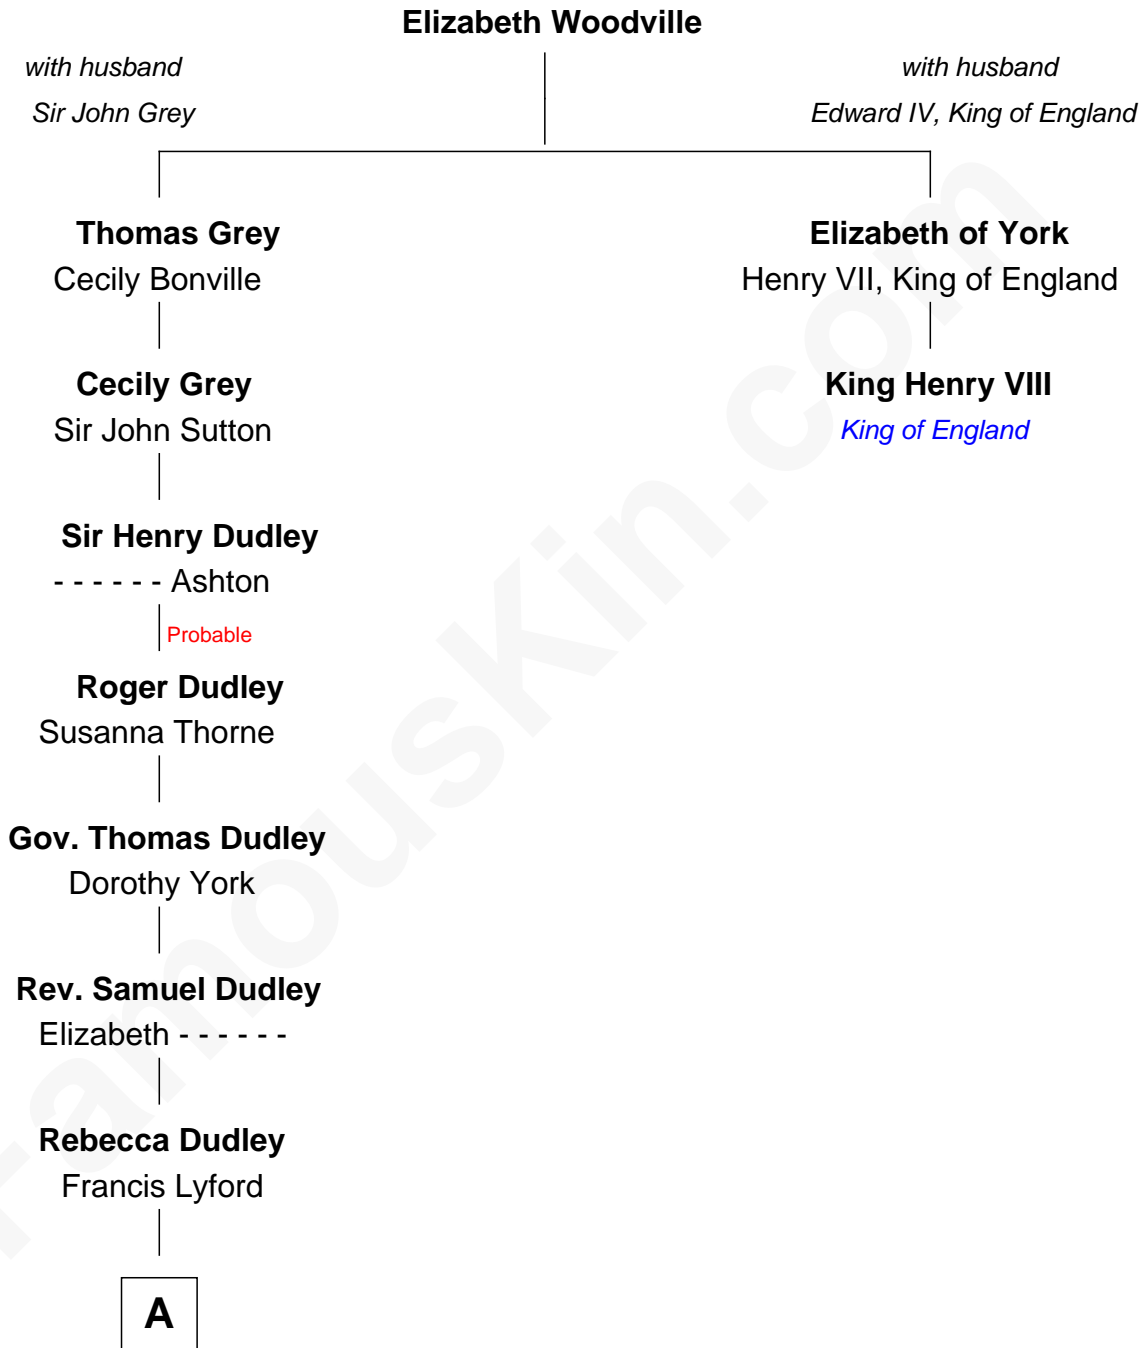 Elizabeth Woodville
with husband
Sir John Grey
with husband
Edward IV, King of England
Thomas Grey
Cecily Bonville
Elizabeth of York
Henry VII, King of England
Cecily Grey
Sir John Sutton
King Henry VIII
King of England
Sir Henry Dudley
- - - - - - Ashton
Probable
Roger Dudley
Susanna Thorne
Gov. Thomas Dudley
Dorothy York
Rev. Samuel Dudley
Elizabeth - - - - - -
Rebecca Dudley
Francis Lyford
A
FamousKin.com